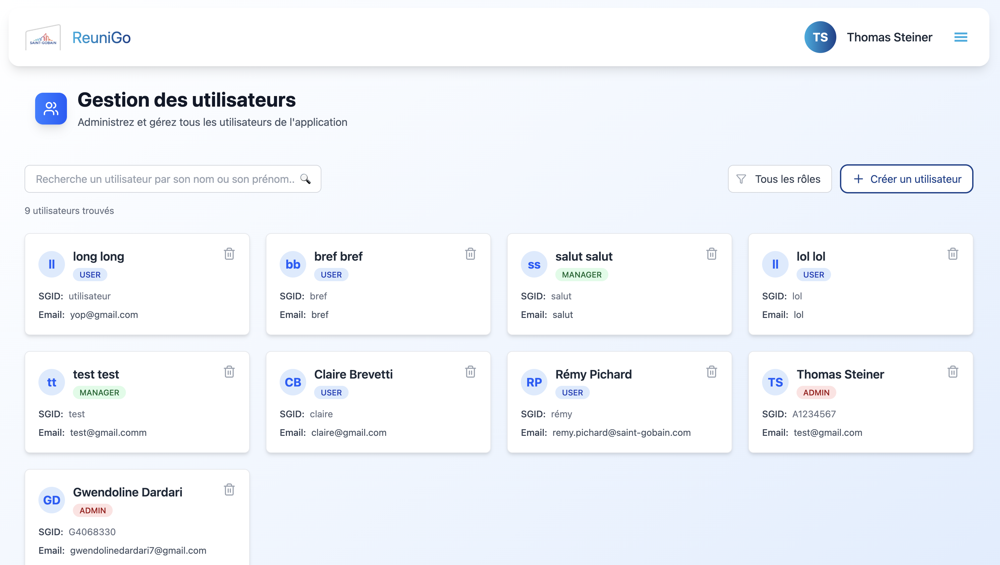 SAINT-GOBAIN
ReuniGo
TS
Thomas Steiner
Gestion des utilisateurs
Administrez et gérez tous les utilisateurs de l'application
Recherche un utilisateur par son nom ou son prénom..
Tous les rôles
+ Créer un utilisateur
9 utilisateurs trouvés
ll
long long
USER
SGID: utilisateur
Email: yop@gmail.com
bb
bref bref
USER
SGID: bref
Email: bref
ss
salut salut
MANAGER
SGID: salut
Email: salut
ll
lol lol
USER
SGID: lol
Email: lol
tt
test test
MANAGER
SGID: test
Email: test@gmail.comm
CB
Claire Brevetti
USER
SGID: claire
Email: claire@gmail.com
RP
Rémy Pichard
USER
SGID: rémy
Email: remy.pichard@saint-gobain.com
TS
Thomas Steiner
ADMIN
SGID: A1234567
Email: test@gmail.com
GD
Gwendoline Dardari
ADMIN
SGID: G4068330
Email: gwendolinedardari7@gmail.com